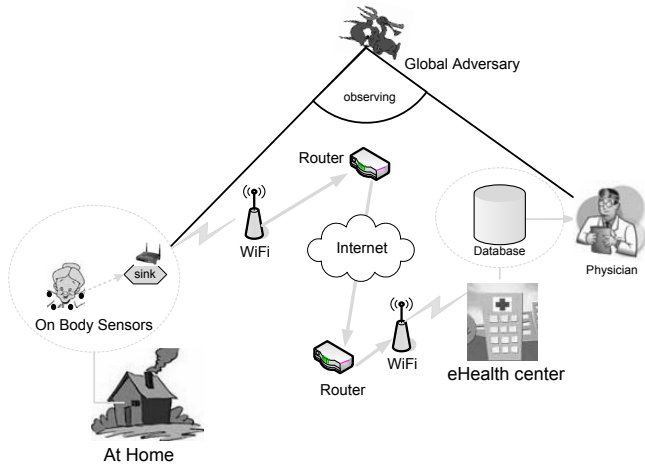 Global Adversary
observing
Router
WiFi
Internet
Database
Physician
sink
On Body Sensors
WiFi
Router
eHealth center
At Home